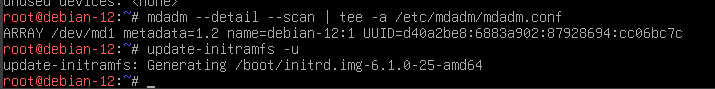 unused devices: <none>
root@debian-12:~# mdadm --detail --scan | tee -a /etc/mdadm/mdadm.conf
ARRAY /dev/md1 metadata=1.2 name=debian-12:1 UUID=d40a2be8:6883a902:87928694:cc06bc7c
root@debian-12:~# update-initramfs -u
update-initramfs: Generating /boot/initrd.img-6.1.0-25-amd64
root@debian-12:~# _